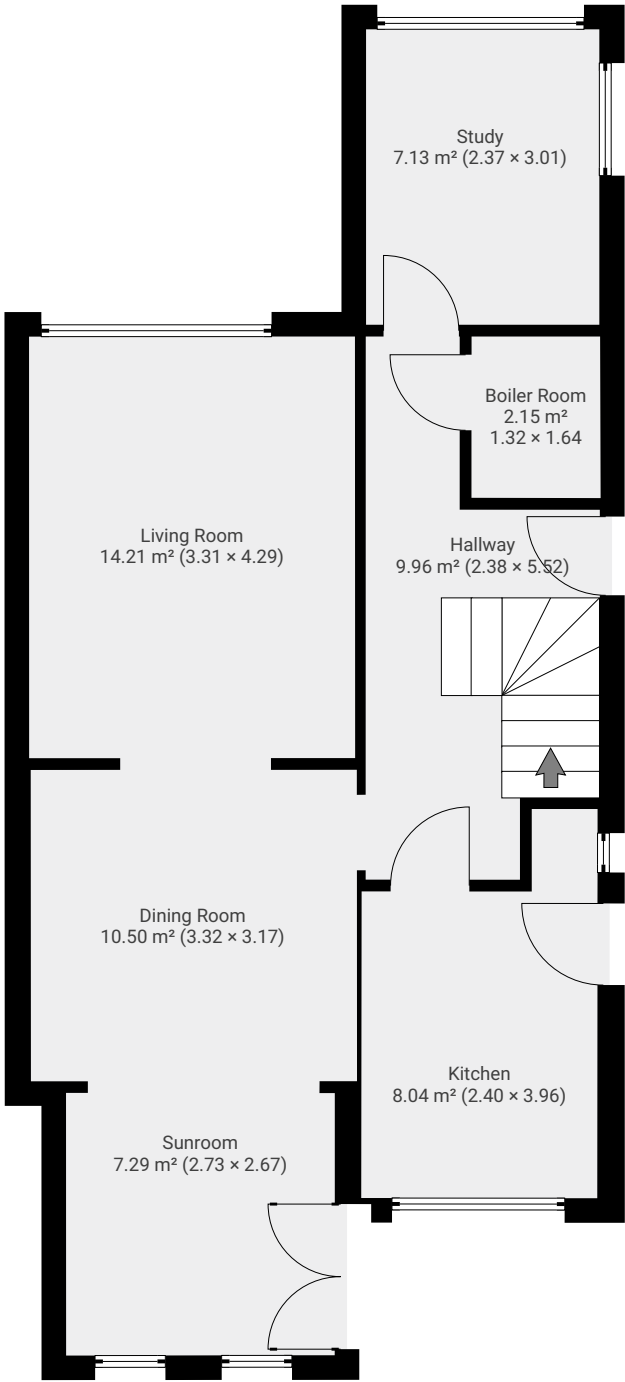 Study
7.13 m² (2.37 × 3.01)
Boiler Room
2.15 m²
1.32 × 1.64
Living Room
14.21 m² (3.31 × 4.29)
Hallway
9.96 m² (2.38 × 5.52)
Dining Room
10.50 m² (3.32 × 3.17)
Kitchen
8.04 m² (2.40 × 3.96)
Sunroom
7.29 m² (2.73 × 2.67)